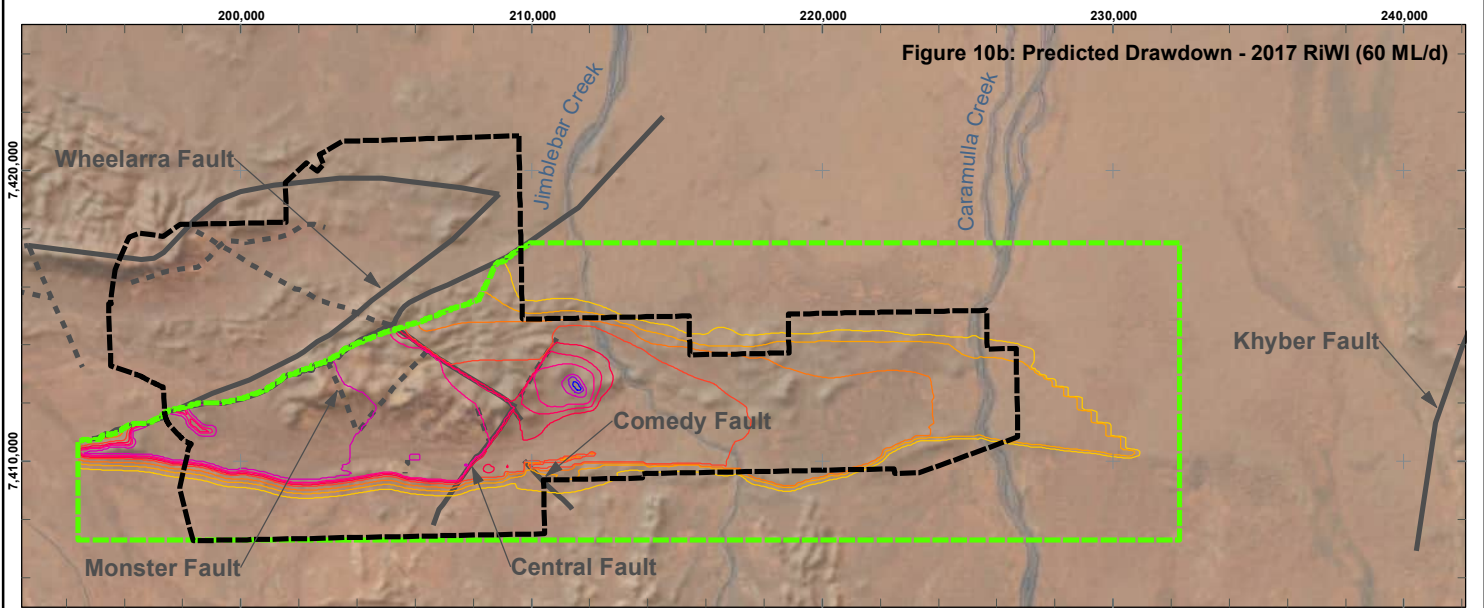 200,000
210,000
220,000
230,000
240,000
Figure 10b: Predicted Drawdown - 2017 RiWI (60 ML/d)
7,420,000
7,410,000
Wheelarra Fault
Jimblebar Creek
Caramulla Creek
Khyber Fault
Comedy Fault
Monster Fault
Central Fault